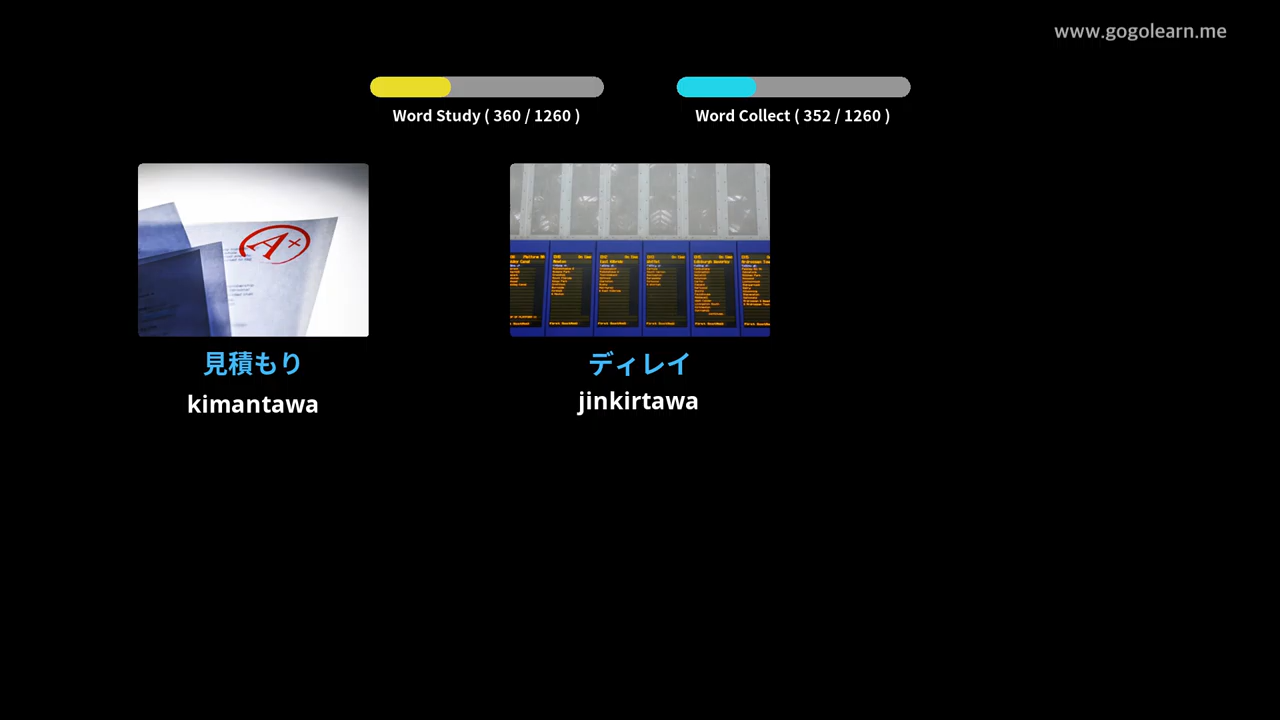 www.gogolearn.me
Word Study ( 360 / 1260 )
Word Collect ( 352 / 1260 )
A+
見積もり
kimantawa
ディレイ
jinkirtawa